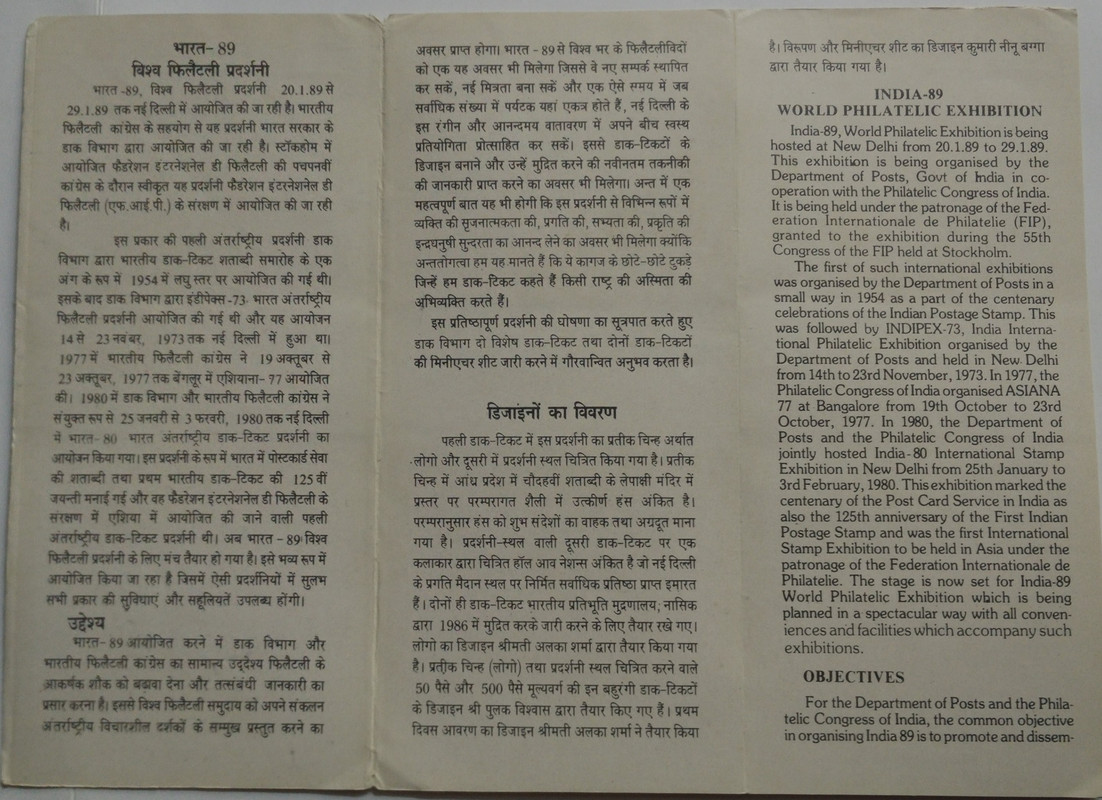 भारत- 89
विश्व फिलैटली प्रदर्शनी
भारत -89, विश्व फिलैटली प्रदर्शनी 20.1.89 से
29.1.89 तक नई दिल्ली में आयोजित की जा रही है। भारतीय
फिलैटली कांग्रेस के सहयोग से यह प्रदर्शनी भारत सरकार के
डाक विभाग द्वारा आयोजित की जा रही है। स्टॉकहोम में
आयोजित फैडरेशन इंटरनेशनेल डी फिलैटली की पचपनवीं
कांग्रेस के दौरान स्वीकृत यह प्रदर्शनी फैडरेशन इंटरनेशनेल डी
फिलैटली (एफ.आई.पी.) के संरक्षण में आयोजित की जा रही
है।
इस प्रकार की पहली अंतर्राष्ट्रीय प्रदर्शनी डाक
विभाग द्वारा भारतीय डाक-टिकट शताब्दी समारोह के एक
अंग के रूप में 1954 में लघु स्तर पर आयोजित की गई थी।
इसके बाद डाक विभाग द्वारा इंडीपेक्स -73- भारत अंतर्राष्ट्रीय
फिलैटली प्रदर्शनी आयोजित की गई थी और यह आयोजन
14 से 23 नवंबर, 1973 तक नई दिल्ली में हुआ था।
1977 में भारतीय फिलैटली कांग्रेस ने 19 अक्तूबर से
23 अक्तूबर, 1977 तक बेंगलूर में एशियाना- 77 आयोजित
की। 1980 में डाक विभाग और भारतीय फिलैटली कांग्रेस ने
संयुक्त रूप से 25 जनवरी से 3 फरवरी, 1980 तक नई दिल्ली
में भारत- 80 भारत अंतर्राष्ट्रीय डाक-टिकट प्रदर्शनी का
आयोजन किया गया। इस प्रदर्शनी के रूप में भारत में पोस्टकार्ड सेवा
की शताब्दी तथा प्रथम भारतीय डाक-टिकट की 125 वीं
जयन्ती मनाई गई और वह फैडरेशन इंटरनेशनेल डी फिलैटली के
संरक्षण में एशिया में आयोजित की जाने वाली पहली
अंतर्राष्ट्रीय डाक-टिकट प्रदर्शनी थी। अब भारत - 89 विश्व
फिलैटली प्रदर्शनी के लिए मंच तैयार हो गया है। इसे भव्य रूप में
आयोजित किया जा रहा है जिसमें ऐसी प्रदर्शनियों में सुलभ
सभी प्रकार की सुविधाएं और सहूलियतें उपलब्ध होंगी।
उद्देश्य
भारत- 89 आयोजित करने में डाक विभाग और
भारतीय फिलैटली कांग्रेस का सामान्य उद्देश्य फिलैटली के
आकर्षक शौक को बढ़ावा देना और तत्संबंधी जानकारी का
प्रसार करना है। इससे विश्व फिलैटली समुदाय को अपने संकलन
अंतर्राष्ट्रीय विचारशील दर्शकों के सम्मुख प्रस्तुत करने का
अवसर प्राप्त होगा। भारत - 89 से विश्व भर के फिलैटलीविदों
को एक यह अवसर भी मिलेगा जिससे वे नए सम्पर्क स्थापित
कर सकें, नई मित्रता बना सकें और एक ऐसे समय में जब
सर्वाधिक संख्या में पर्यटक यहां एकत्र होते हैं, नई दिल्ली के
इस रंगीन और आनन्दमय वातावरण में अपने बीच स्वस्थ
प्रतियोगिता प्रोत्साहित कर सकें। इससे डाक-टिकटों के
डिजाइन बनाने और उन्हें मुद्रित करने की नवीनतम तकनीकी
की जानकारी प्राप्त करने का अवसर भी मिलेगा। अन्त में एक
महत्वपूर्ण बात यह भी होगी कि इस प्रदर्शनी से विभिन्न रूपों में
व्यक्ति की सृजनात्मकता की, प्रगति की, सभ्यता की, प्रकृति की
इन्द्रधनुषी सुन्दरता का आनन्द लेने का अवसर भी मिलेगा क्योंकि
अन्ततोगत्वा हम यह मानते हैं कि ये कागज के छोटे-छोटे टुकड़े
जिन्हें हम डाक-टिकट कहते हैं किसी राष्ट्र की अस्मिता की
अभिव्यक्ति करते हैं।
इस प्रतिष्ठापूर्ण प्रदर्शनी की घोषणा का सूत्रपात करते हुए
डाक विभाग दो विशेष डाक-टिकट तथा दोनों डाक-टिकटों
की मिनीएचर शीट जारी करने में गौरवान्वित अनुभव करता है।
डिजाइनों का विवरण
पहली डाक-टिकट में इस प्रदर्शनी का प्रतीक चिन्ह अर्थात
लोगो और दूसरी में प्रदर्शनी स्थल चित्रित किया गया है। प्रतीक
चिन्ह में आंध्र प्रदेश में चौदहवीं शताब्दी के लेपाक्षी मंदिर में
प्रस्तर पर परम्परागत शैली में उत्कीर्ण हंस अंकित है।
परम्परानुसार हंस को शुभ संदेशों का वाहक तथा अग्रदूत माना
गया है। प्रदर्शनी-स्थल वाली दूसरी डाक-टिकट पर एक
कलाकार द्वारा चित्रित हॉल आव नेशन्स अंकित है जो नई दिल्ली
के प्रगति मैदान स्थल पर निर्मित सर्वाधिक प्रतिष्ठा प्राप्त इमारत
हैं। दोनों ही डाक-टिकट भारतीय प्रतिभूति मुद्रणालय, नासिक
द्वारा 1986 में मुद्रित करके जारी करने के लिए तैयार रखे गए।
लोगो का डिजाइन श्रीमती अलका शर्मा द्वारा तैयार किया गया
है। प्रतीक चिन्ह (लोगो) तथा प्रदर्शनी स्थल चित्रित करने वाले
50 पैसे और 500 पैसे मूल्यवर्ग की इन बहुरंगी डाक-टिकटों
के डिजाइन श्री पुलक विश्वास द्वारा तैयार किए गए हैं। प्रथम
दिवस आवरण का डिजाइन श्रीमती अलका शर्मा ने तैयार किया
है। विरूपण और मिनीएचर शीट का डिजाइन कुमारी नीनू बग्गा
द्वारा तैयार किया गया है।
INDIA-89
WORLD PHILATELIC EXHIBITION
India-89, World Philatelic Exhibition is being
hosted at New Delhi from 20.1.89 to 29.1.89.
This exhibition is being organised by the
Department of Posts, Govt of India in co-
operation with the Philatelic Congress of India.
It is being held under the patronage of the Fed-
eration Internationale de Philatelie (FIP),
granted to the exhibition during the 55th
Congress of the FIP held at Stockholm.
The first of such international exhibitions
was organised by the Department of Posts in a
small way in 1954 as a part of the centenary
celebrations of the Indian Postage Stamp. This
was followed by INDIPEX-73, India Interna-
tional Philatelic Exhibition organised by the
Department of Posts and held in New Delhi
from 14th to 23rd November, 1973. In 1977, the
Philatelic Congress of India organised ASIANA
77 at Bangalore from 19th October to 23rd
October, 1977. In 1980, the Department of
Posts and the Philatelic Congress of India
jointly hosted India-80 International Stamp
Exhibition in New Delhi from 25th January to
3rd February, 1980. This exhibition marked the
centenary of the Post Card Service in India as
also the 125th anniversary of the First Indian
Postage Stamp and was the first International
Stamp Exhibition to be held in Asia under the
patronage of the Federation Internationale de
Philatelie. The stage is now set for India-89
World Philatelic Exhibition which is being
planned in a spectacular way with all conven-
iences and facilities which accompany such
exhibitions.
OBJECTIVES
For the Department of Posts and the Phila-
telic Congress of India, the common objective
in organising India 89 is to promote and dissem-